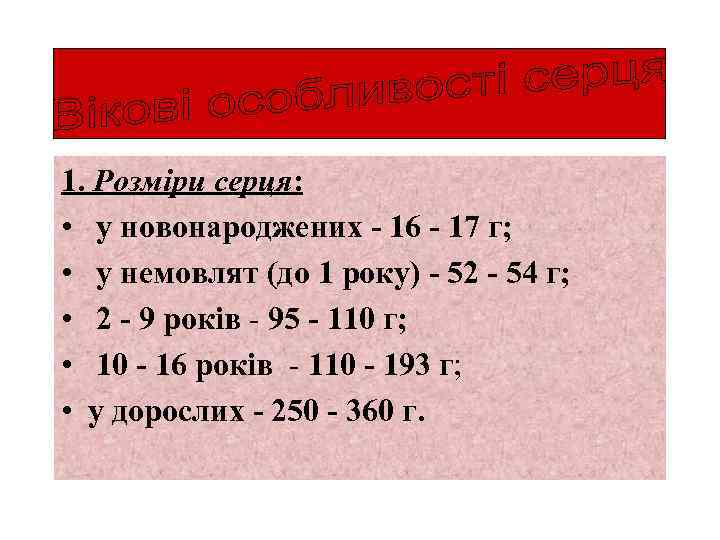 Вікові особливості серця
1. Розміри серця:
• у новонароджених - 16 - 17 г;
• у немовлят (до 1 року) - 52 - 54 г;
• 2 - 9 років - 95 - 110 г;
• 10 - 16 років - 110 - 193 г;
• у дорослих - 250 - 360 г.